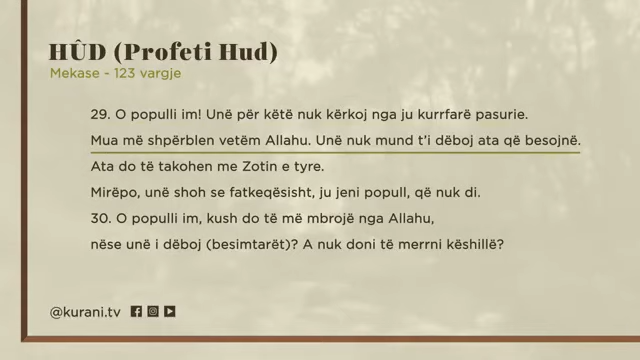 HÛD (Profeti Hud)
Mekase - 123 vargje
29. O populli im! Unë për këtë nuk kërkoj nga ju kurrfarë pasurie.
Mua më shpërblen vetëm Allahu. Unë nuk mund t'i dëboj ata që besojnë.
Ata do të takohen me Zotin e tyre.
Mirëpo, unë shoh se fatkeqësisht, ju jeni popull, që nuk di.
30. O populli im, kush do të më mbrojë nga Allahu,
nëse unë i dëboj (besimtarët)? A nuk doni të merrni këshillë?
@kurani.tv